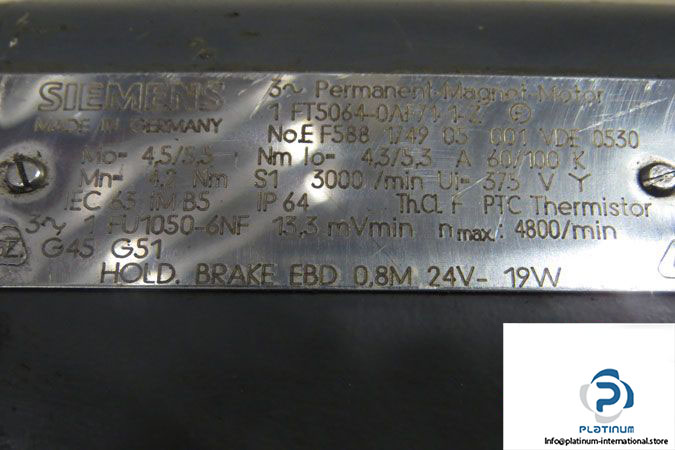 SIEMENS
MADE IN GERMANY
3~ Permanent-Magnet-Motor
1 FT5064-0AF71-1-Z
No.E F588 1749 05 001 VDE 0530
Mo= 4,5/5,5 Nm Io= 4,3/5,3 A 60/100 K
Mn= 4,2 Nm S1 3000 /min Ui= 375 V Y
IEC 63 IM B5 IP 64 Th.Cl. F PTC Thermistor
3~ 1 FU1050-6NF 13,3 mVmin n max. 4800/min
Z G45 G51
HOLD. BRAKE EBD 0,8M 24V- 19W
PLATINUM
info@platinum-international.store